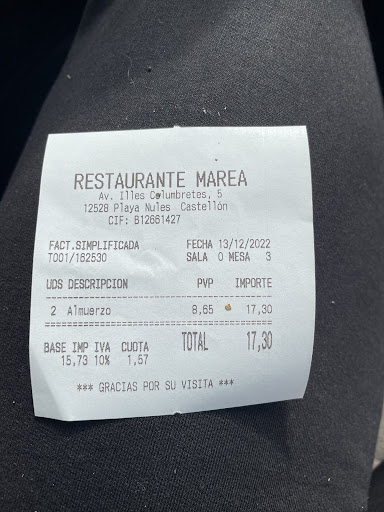 RESTAURANTE MAREA
Av. Illes Columbretes, 5
12528 Playa Nules Castellón
CIF: B12661427
FACT.SIMPLIFICADA FECHA 13/12/2022
T001/162530 SALA 0 MESA 3
UDS DESCRIPCION PVP IMPORTE
2 Almuerzo 8,65 17,30
BASE IMP IVA CUOTA TOTAL 17,30
15,73 10% 1,57
*** GRACIAS POR SU VISITA ***